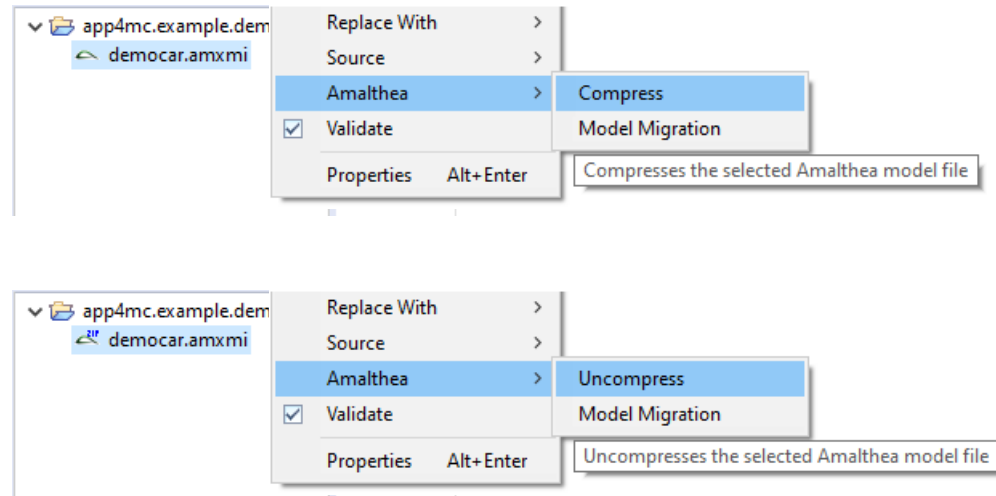 app4mc.example.dem Replace With
democar.amxmi Source
Amalthea Compress
Validate Model Migration
Properties Alt+Enter Compresses the selected Amalthea model file
app4mc.example.dem Replace With
ZIP democar.amxmi Source
Amalthea Uncompress
Validate Model Migration
Properties Alt+Enter Uncompresses the selected Amalthea model file